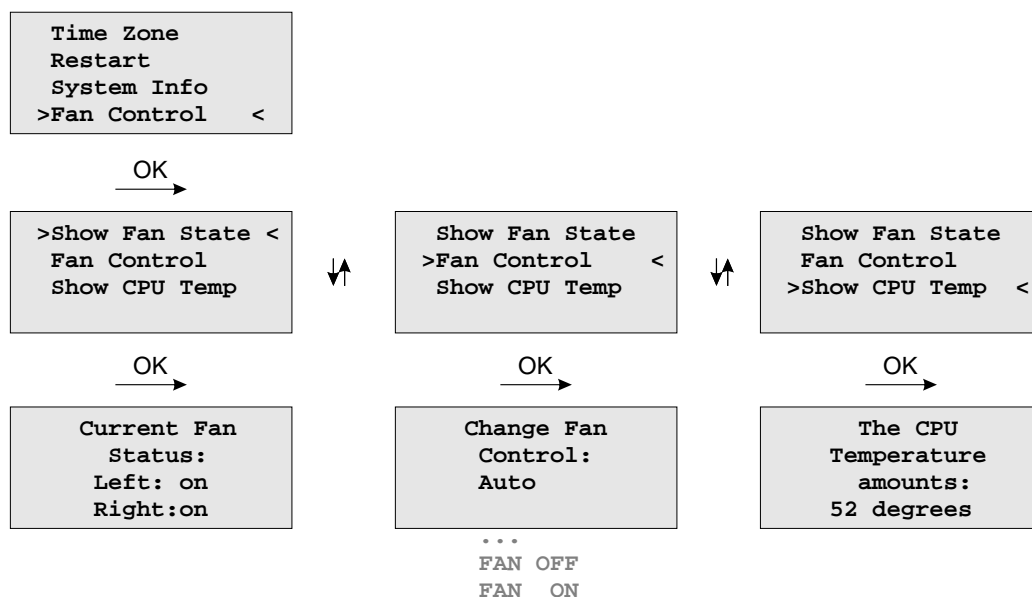 Time Zone
Restart
System Info
>Fan Control <
OK
>Show Fan State <
Fan Control
Show CPU Temp
Show Fan State
>Fan Control <
Show CPU Temp
Show Fan State
Fan Control
>Show CPU Temp <
OK
OK
OK
Current Fan
Status:
Left: on
Right:on
Change Fan
Control:
Auto
...
FAN OFF
FAN ON
The CPU
Temperature
amounts:
52 degrees